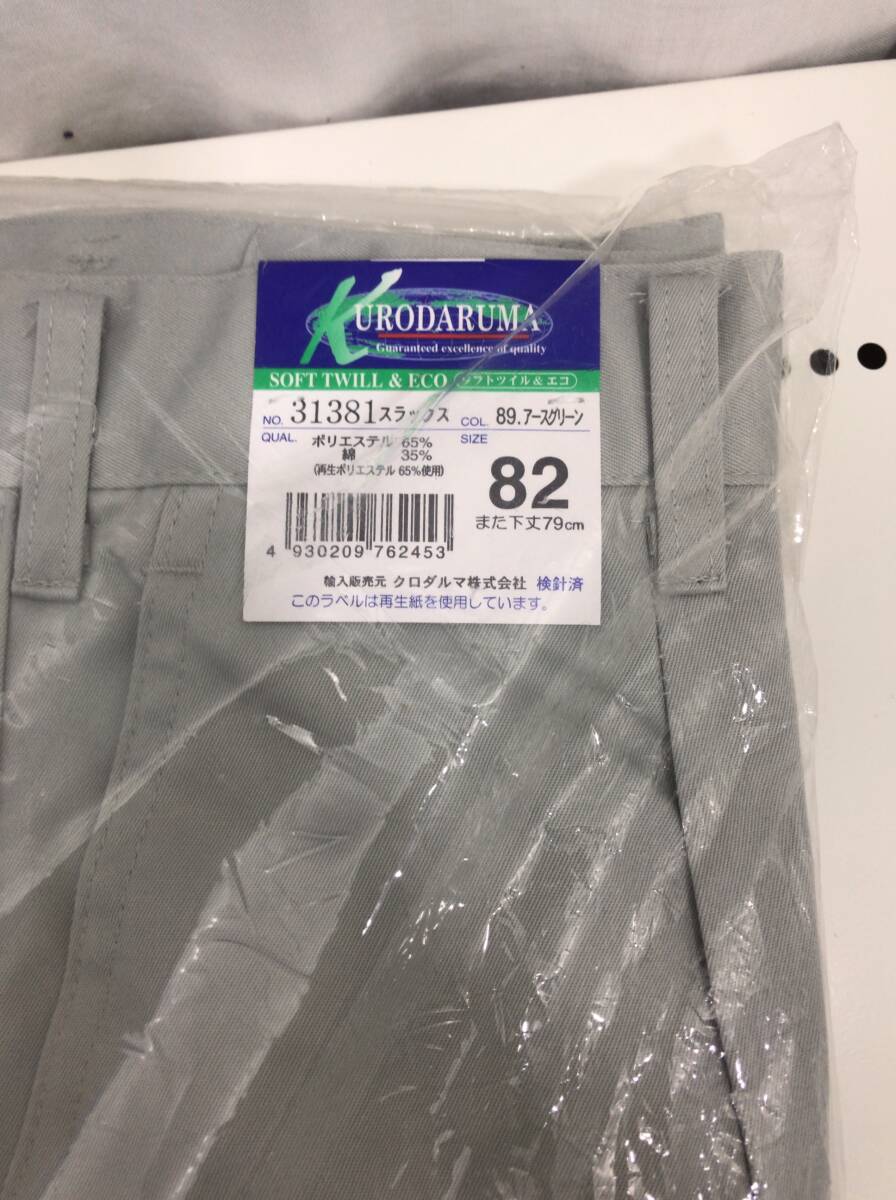 KURODARUMA
Guaranteed excellence of quality
SOFT TWILL & ECO ソフトツイル&エコ
NO. 31381スラックス COL. 89.アースグリーン
QUAL. ポリエステル 65% SIZE
綿 35%
(再生ポリエステル 65%使用)
82
また下丈79cm
4 930209 762453
輸入販売元 クロダルマ株式会社 検針済
このラベルは再生紙を使用しています。